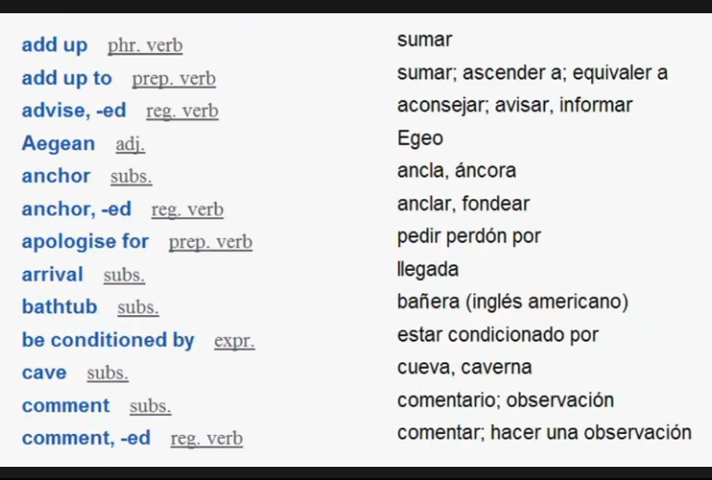 add up phr. verb sumar
add up to prep. verb sumar; ascender a; equivaler a
advise, -ed reg. verb aconsejar; avisar, informar
Aegean adj. Egeo
anchor subs. ancla, áncora
anchor, -ed reg. verb anclar, fondear
apologise for prep. verb pedir perdón por
arrival subs. llegada
bathtub subs. bañera (inglés americano)
be conditioned by expr. estar condicionado por
cave subs. cueva, caverna
comment subs. comentario; observación
comment, -ed reg. verb comentar; hacer una observación